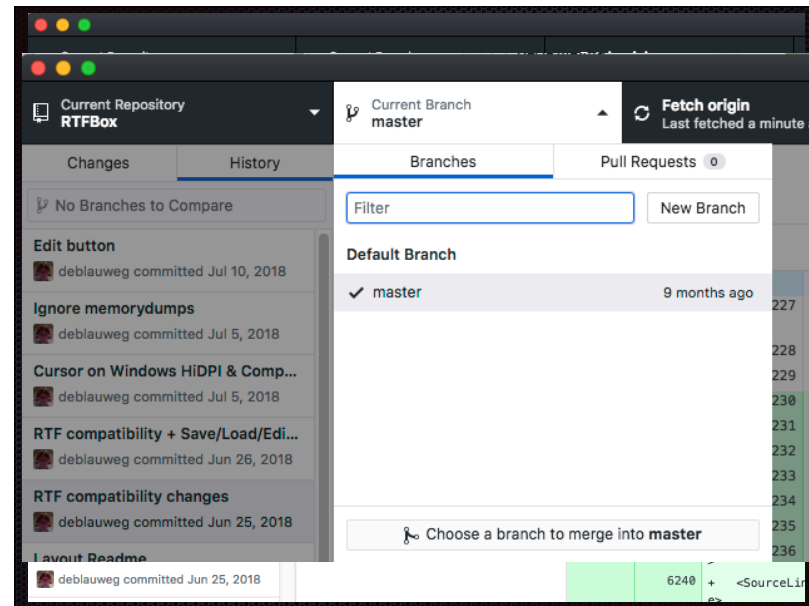 Current Repository
RTFBox
Current Branch
master
Fetch origin
Last fetched a minute
Changes
History
Branches
Pull Requests 0
No Branches to Compare
Filter
New Branch
Edit button
deblauweg committed Jul 10, 2018
Default Branch
master
9 months ago
Ignore memorydumps
deblauweg committed Jul 5, 2018
Cursor on Windows HiDPI & Comp...
deblauweg committed Jul 5, 2018
RTF compatibility + Save/Load/Edi...
deblauweg committed Jun 26, 2018
RTF compatibility changes
deblauweg committed Jun 25, 2018
Layout Readme
deblauweg committed Jun 25, 2018
Choose a branch to merge into master
227
228
229
230
231
232
233
234
235
236
6240 + <SourceLin
e>